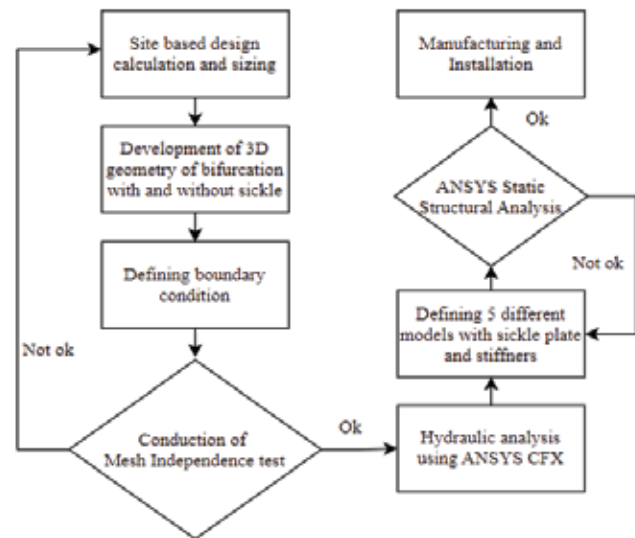 Site based design
calculation and sizing
Development of 3D
geometry of bifurcation
with and without sickle
Defining boundary
condition
Not ok
Conduction of
Mesh Independence test
Ok
Hydraulic analysis
using ANSYS CFX
Defining 5 different
models with sickle plate
and stiffners
Not ok
ANSYS Static
Structural Analysis
Ok
Manufacturing and
Installation